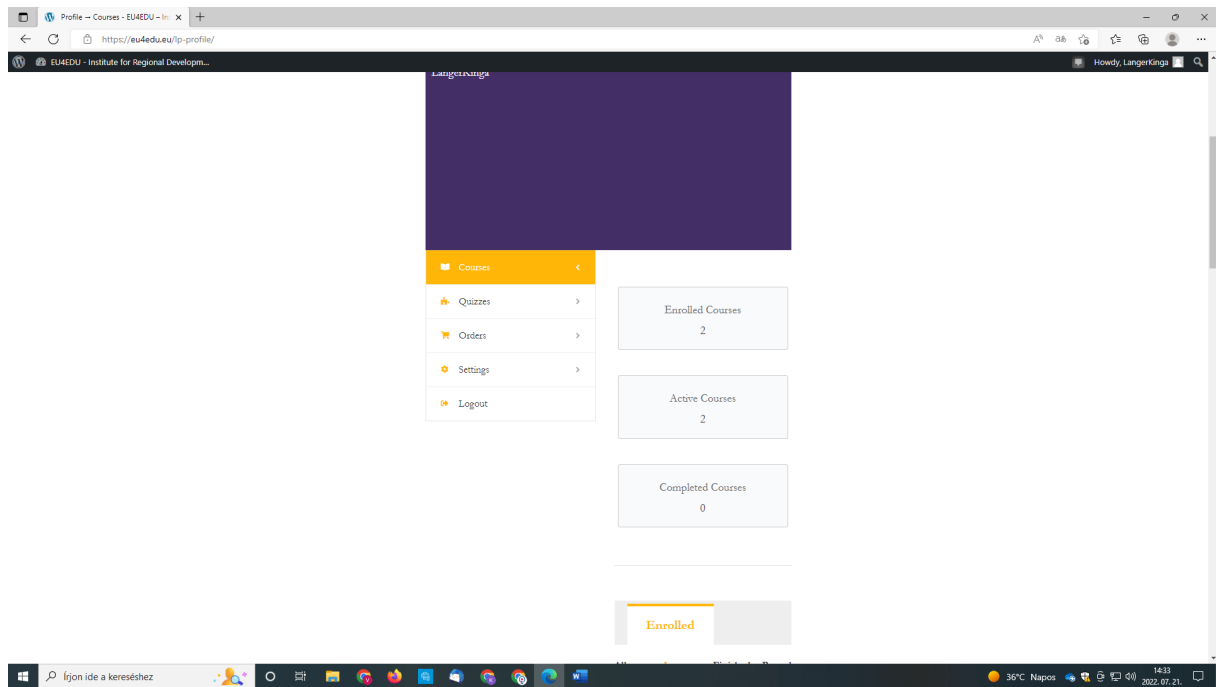 Profile → Courses - EU4EDU – In
https://eu4edu.eu/lp-profile/
EU4EDU - Institute for Regional Developm...
Howdy, LangerKinga
LangerKinga
Courses
Quizzes
Orders
Settings
Logout
Enrolled Courses
2
Active Courses
2
Completed Courses
0
Enrolled
Írjon ide a kereséshez
36°C Napos
14:33
2022. 07. 21.